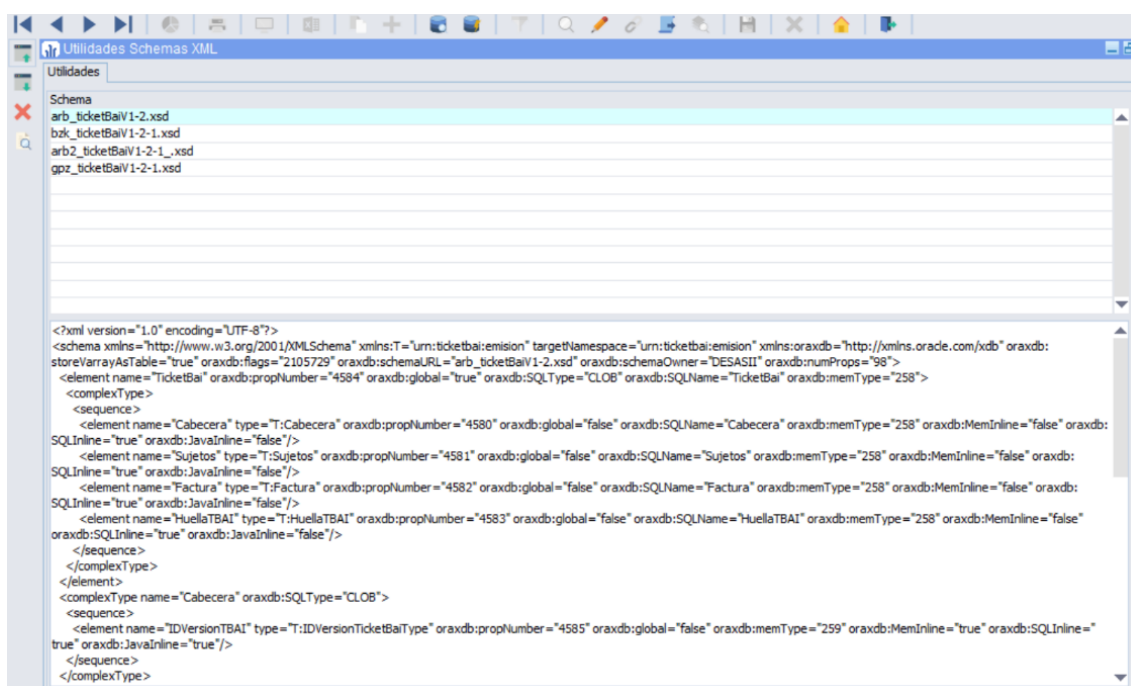 Utilidades Schemas XML
Utilidades
Schema
arb_ticketBaiV1-2.xsd
bzk_ticketBaiV1-2-1.xsd
arb2_ticketBaiV1-2-1_.xsd
gpz_ticketBaiV1-2-1.xsd
<?xml version="1.0" encoding="UTF-8"?>
<schema xmlns="http://www.w3.org/2001/XMLSchema" xmlns:T="urn:ticketbai:emision" targetNamespace="urn:ticketbai:emision" xmlns:oraxdb="http://xmlns.oracle.com/xdb" oraxdb:
storeVarrayAsTable="true" oraxdb:flags="2105729" oraxdb:schemaURL="arb_ticketBaiV1-2.xsd" oraxdb:schemaOwner="DESASII" oraxdb:numProps="98">
<element name="TicketBai" oraxdb:propNumber="4584" oraxdb:global="true" oraxdb:SQLType="CLOB" oraxdb:SQLName="TicketBai" oraxdb:memType="258">
<complexType>
<sequence>
<element name="Cabecera" type="T:Cabecera" oraxdb:propNumber="4580" oraxdb:global="false" oraxdb:SQLName="Cabecera" oraxdb:memType="258" oraxdb:MemInline="false" oraxdb:
SQLInline="true" oraxdb:JavaInline="false"/>
<element name="Sujetos" type="T:Sujetos" oraxdb:propNumber="4581" oraxdb:global="false" oraxdb:SQLName="Sujetos" oraxdb:memType="258" oraxdb:MemInline="false" oraxdb:
SQLInline="true" oraxdb:JavaInline="false"/>
<element name="Factura" type="T:Factura" oraxdb:propNumber="4582" oraxdb:global="false" oraxdb:SQLName="Factura" oraxdb:memType="258" oraxdb:MemInline="false" oraxdb:
SQLInline="true" oraxdb:JavaInline="false"/>
<element name="HuellaTBAI" type="T:HuellaTBAI" oraxdb:propNumber="4583" oraxdb:global="false" oraxdb:SQLName="HuellaTBAI" oraxdb:memType="258" oraxdb:MemInline="false"
oraxdb:SQLInline="true" oraxdb:JavaInline="false"/>
</sequence>
</complexType>
</element>
<complexType name="Cabecera" oraxdb:SQLType="CLOB">
<sequence>
<element name="IDVersionTBAI" type="T:IDVersionTicketBaiType" oraxdb:propNumber="4585" oraxdb:global="false" oraxdb:memType="259" oraxdb:MemInline="true" oraxdb:SQLInline="
true" oraxdb:JavaInline="true"/>
</sequence>
</complexType>